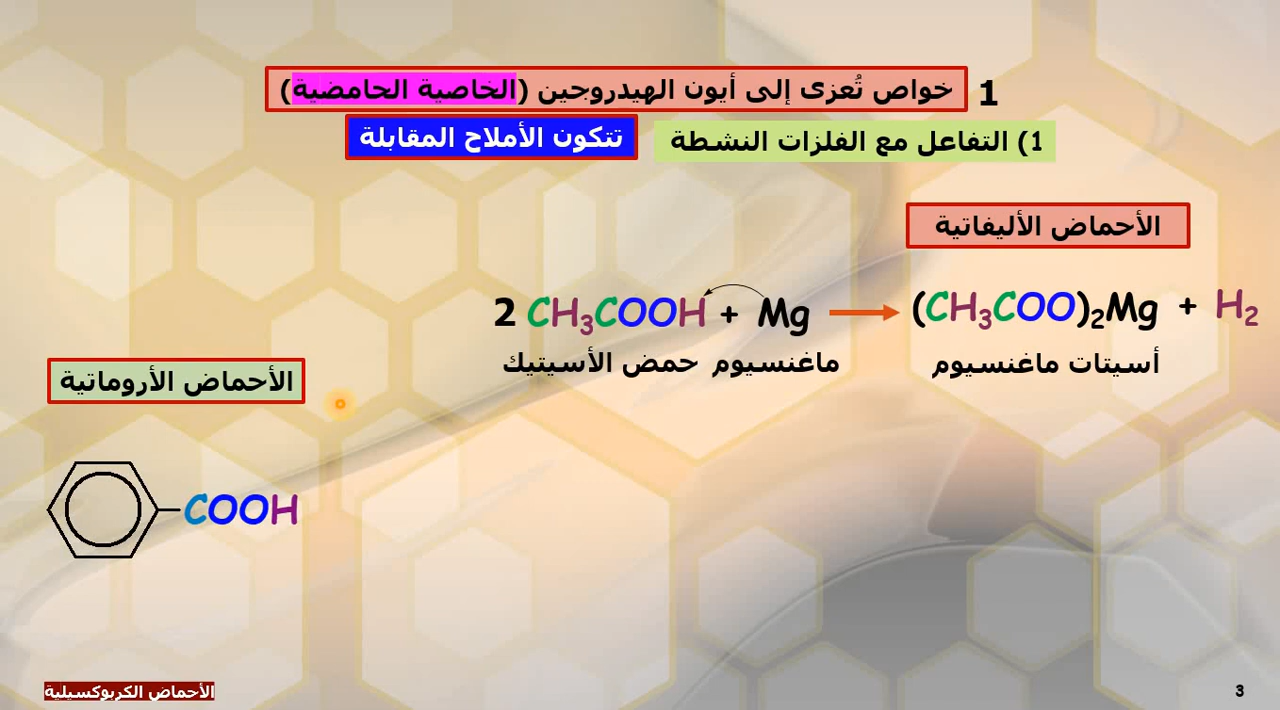 1 خواص تُعزى إلى أيون الهيدروجين (الخاصية الحامضية)
1) التفاعل مع الفلزات النشطة تتكون الأملاح المقابلة
الأحماض الأليفاتية
2 CH₃COOH + Mg → (CH₃COO)₂Mg + H₂
حمض الأسيتيك ماغنسيوم أسيتات ماغنسيوم
الأحماض الأروماتية
COOH
الأحماض الكربوكسيلية
3